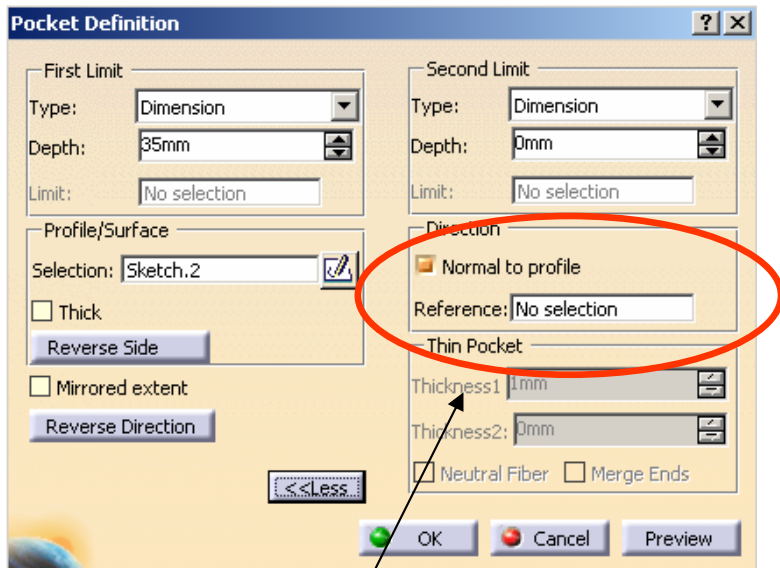 Pocket Definition
First Limit
Type: Dimension
Depth: 35mm
Limit: No selection
Profile/Surface
Selection: Sketch.2
Thick
Reverse Side
Mirrored extent
Reverse Direction
<<Less
Second Limit
Type: Dimension
Depth: 0mm
Limit: No selection
Direction
Normal to profile
Reference: No selection
Thin Pocket
Thickness1 1mm
Thickness2: 0mm
Neutral Fiber Merge Ends
OK Cancel Preview